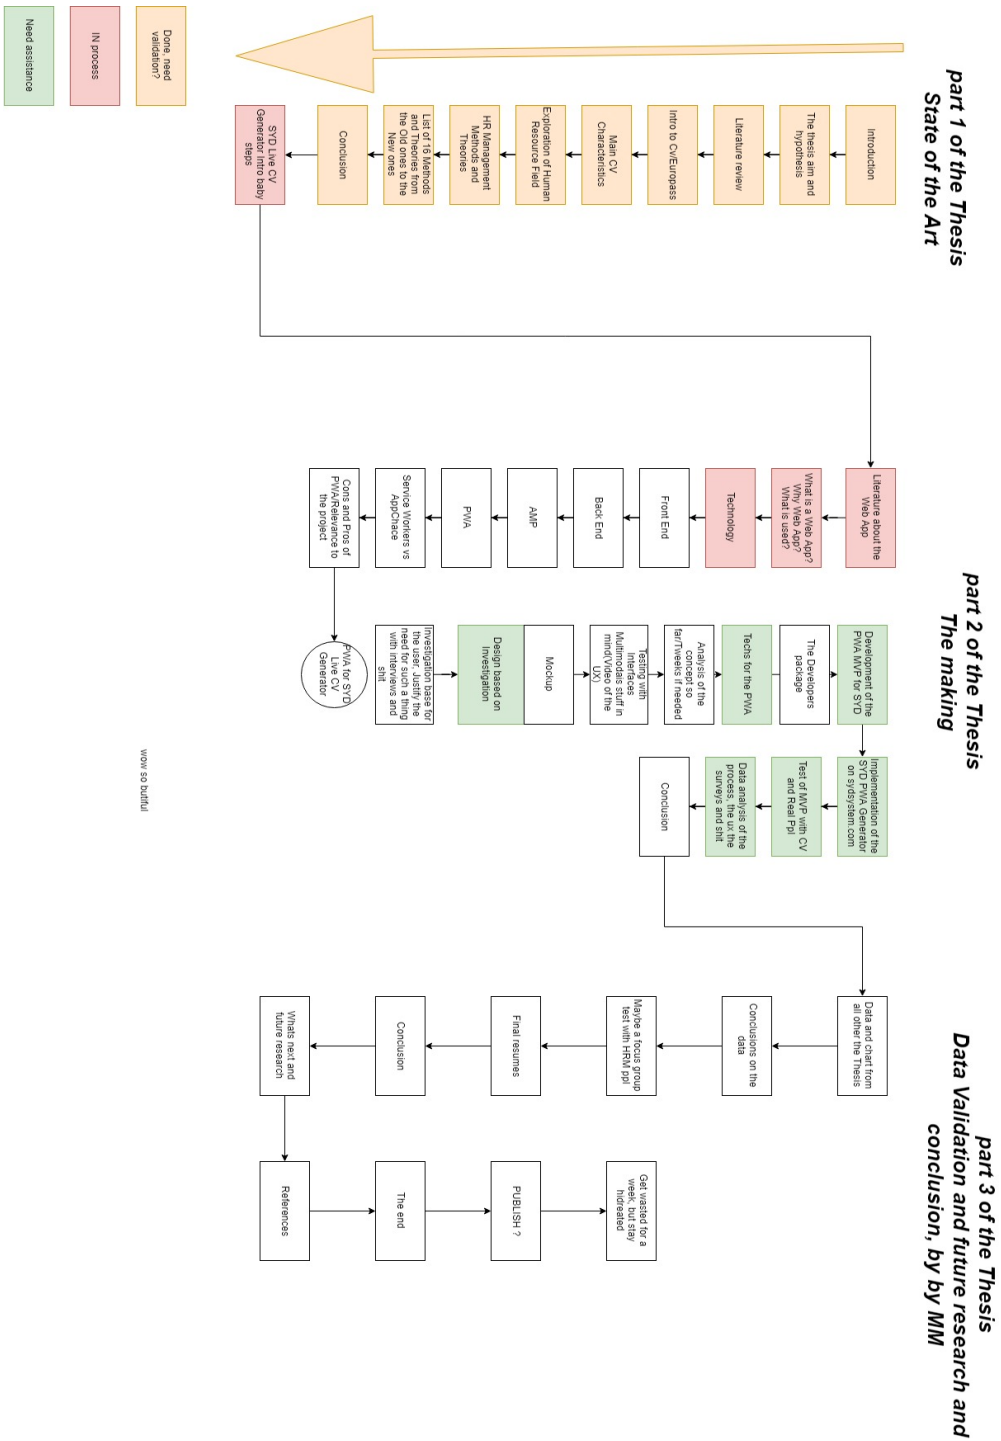 part 1 of the Thesis
State of the Art
Introduction
The thesis aim and
hypothesis
Literature review
Intro to Cv/Europass
Main CV
Characteristics
Exploration of Human
Resource Field
HR Management
Methods and
Theories
List of 16 Methods
and Theories from
the Old ones to the
New ones
Conclusion
SYD Live CV
Generator intro baby
steps
Done, need
validation?
IN process
Need assistance
part 2 of the Thesis
The making
Literature about the
Web App
What is a Web App?
Why Web App?
What is used?
Technology
Front End
Back End
AMP
PWA
Service Workers vs
AppChace
Cons and Pros of
PWA/Relevance to
the project
PWA for SYD
Live CV
Generator
Investigation base for
the user, Justify the
need for such a thing
with interviews and
shit
Design based on
Investigation
Mockup
Testing with
Interfaces
Multimodals stuff in
mind(Video of the
UX)
Analysis of the
concept so
far/Tweeks if needed
Techs for the PWA
The Developers
package
Development of the
PWA MVP for SYD
Implementation of the
SYD PWA Generator
on sydsystem.com
Test of MVP with CV
and Real Ppl
Data analysis of the
process, the ux the
surveys and shit
Conclusion
wow so butiful
part 3 of the Thesis
Data Validation and future research and
conclusion, by by MM
Data and chart from
all other the Thesis
Conclusions on the
data
Maybe a focus group
test with HRM ppl
Final resumes
Conclusion
Whats next and
future research
References
The end
PUBLISH ?
Get wasted for a
week, but stay
hidreated